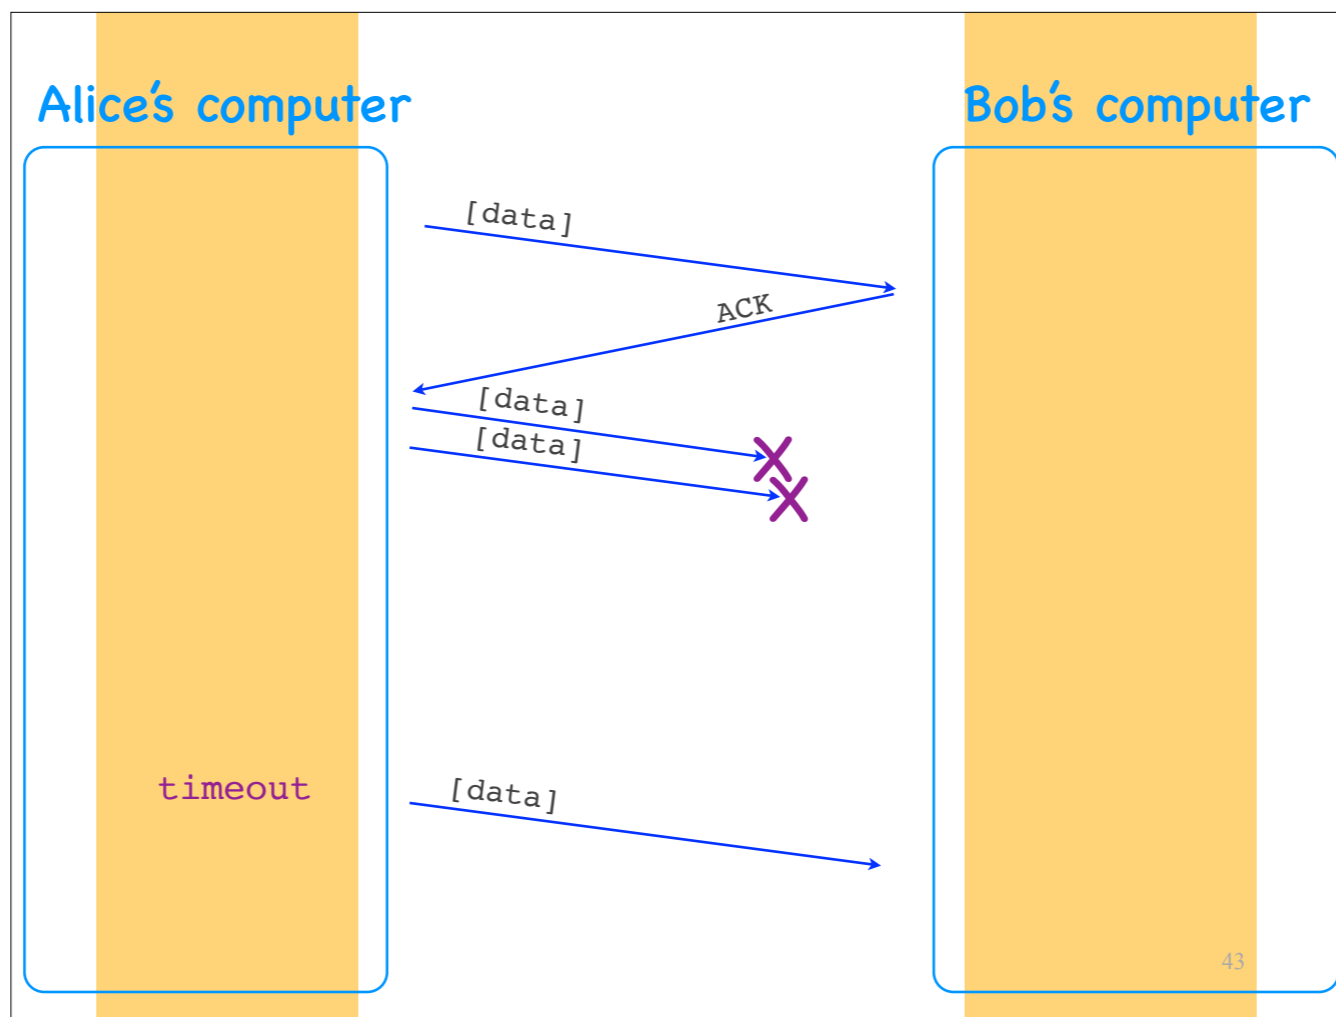 Alice's computer
Bob's computer
[data]
ACK
[data]
[data]
timeout
[data]
43